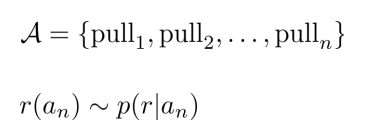 𝒜 = {pull₁, pull₂, . . . , pullₙ}
r(aₙ) ∼ p(r|aₙ)